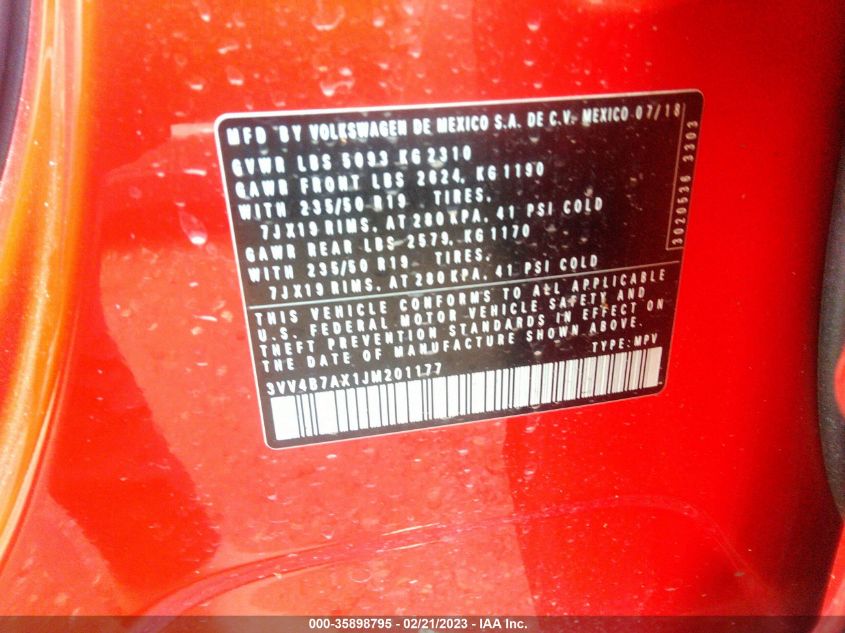 MFD BY VOLKSWAGEN DE MEXICO S.A. DE C.V. MEXICO 07/18
GVWR LBS 5093 KG 2310
GAWR FRONT LBS 2624, KG 1190
WITH 235/50 R19 TIRES,
7JX19 RIMS, AT 280 KPA, 41 PSI COLD
GAWR REAR LBS 2579, KG 1170
WITH 235/50 R19 TIRES,
7JX19 RIMS, AT 280 KPA, 41 PSI COLD
3020536 3303
THIS VEHICLE CONFORMS TO ALL APPLICABLE
U.S. FEDERAL MOTOR VEHICLE SAFETY AND
THEFT PREVENTION STANDARDS IN EFFECT ON
THE DATE OF MANUFACTURE SHOWN ABOVE.
TYPE: MPV
3VV4B7AX1JM201177
000-35898795 - 02/21/2023 - IAA Inc.